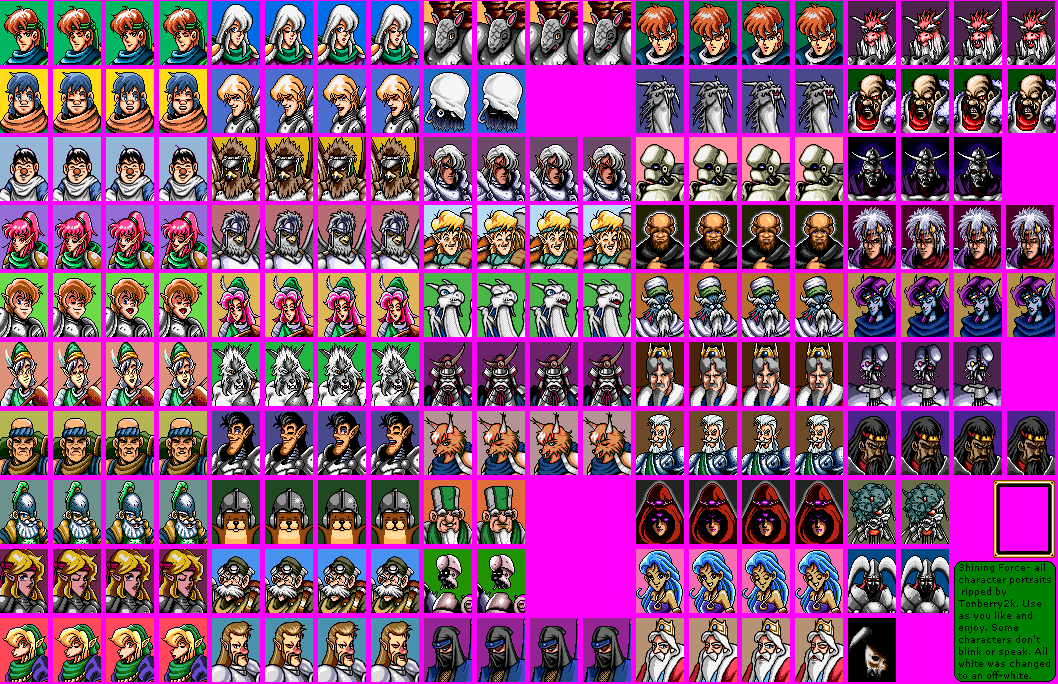 Shining Force- all
character portraits
ripped by
Tonberry2k. Use
as you like and
enjoy. Some
characters don't
blink or speak. All
white was changed
to an off-white.